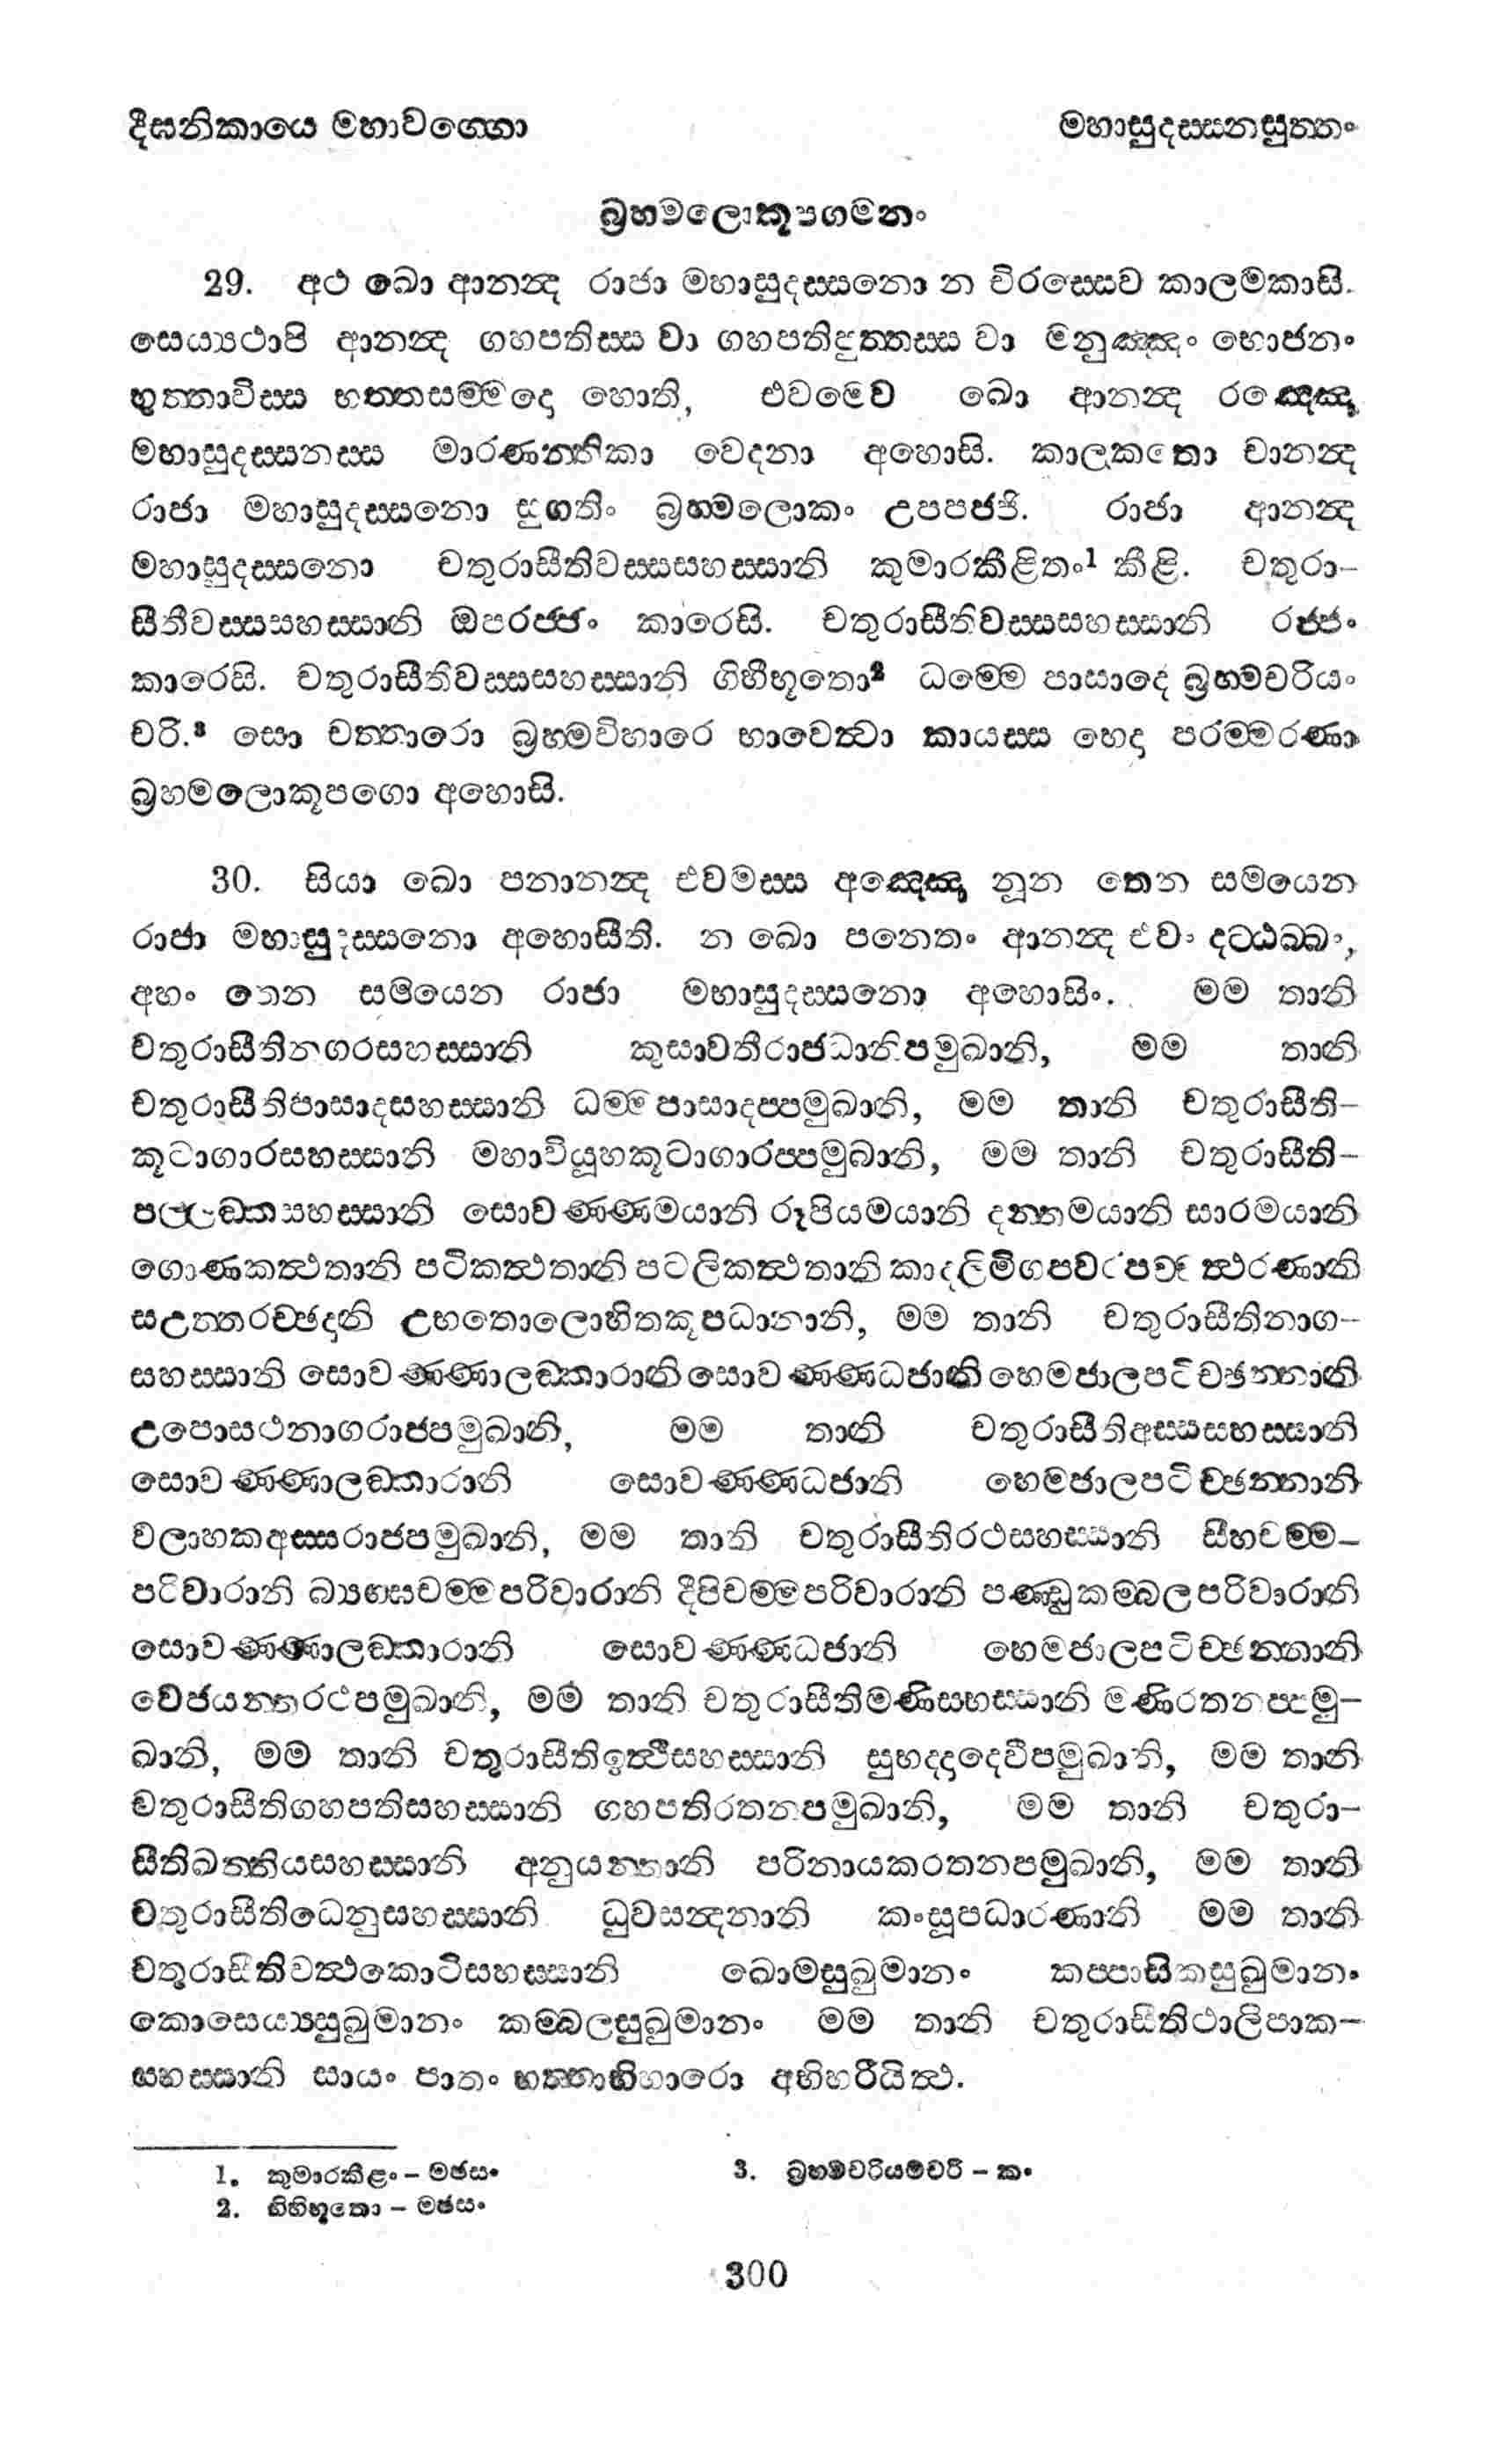 දීඝනිකායෙ මහාවග්ගො මහාසුදස්සනසුත්තං
බ්‍රහ්මලොකූපගමනං
29. අථ ඛො ආනන්‍ද රාජා මහාසුදස්සනො න චිරස්සෙව කාලමකාසි.
සෙය්‍යථාපි ආනන්‍ද ගහපතිස්ස වා ගහපතිපුත්තස්ස වා මනුඤ්ඤං භොජනං
භුත්තාවිස්ස භත්තසම්මදො හොති, එවමෙව ඛො ආනන්‍ද රඤ්ඤො
මහාසුදස්සනස්ස මාරණන්තිකා වෙදනා අහොසි. කාලකතො චානන්‍ද
රාජා මහාසුදස්සනො සුගතිං බ්‍රහ්මලොකං උපපජ්ජි. රාජා ආනන්‍ද
මහාසුදස්සනො චතුරාසීතිවස්සසහස්සානි කුමාරකීළිතං1 කීළි. චතුරා-
සීතිවස්සසහස්සානි ඔපරජ්ජං කාරෙසි. චතුරාසීතිවස්සසහස්සානි රජ්ජං
කාරෙසි. චතුරාසීතිවස්සසහස්සානි ගිහීභූතො2 ධම්මෙ පාසාදෙ බ්‍රහ්මචරියං
චරි.3 සො චත්තාරො බ්‍රහ්මවිහාරෙ භාවෙත්‍වා කායස්ස භෙදා පරම්මරණා
බ්‍රහ්මලොකූපගො අහොසි.
30. සියා ඛො පනානන්‍ද එවමස්ස අඤ්ඤො නූන තෙන සමයෙන
රාජා මහාසුදස්සනො අහොසීති. න ඛො පනෙතං ආනන්‍ද එවං දට්ඨබ්බං,
අහං තෙන සමයෙන රාජා මහාසුදස්සනො අහොසිං. මම තානි
චතුරාසීතිනගරසහස්සානි කුසාවතීරාජධානිපමුඛානි, මම තානි
චතුරාසීතිපාසාදසහස්සානි ධම්මපාසාදප්පමුඛානි, මම තානි චතුරාසීති-
කූටාගාරසහස්සානි මහාවියූහකූටාගාරප්පමුඛානි, මම තානි චතුරාසීති-
පල්ලඞ්කසහස්සානි සොවණ්ණමයානි රූපියමයානි දන්තමයානි සාරමයානි
ගොණකත්‍ථතානි පටිකත්‍ථතානි පටලිකත්‍ථතානි කාදලිමිගපවරපච්චත්‍ථරණානි
සඋත්තරච්ඡදානි උභතොලොහිතකූපධානානි, මම තානි චතුරාසීතිනාග-
සහස්සානි සොවණ්ණාලඞ්කාරානි සොවණ්ණධජානි හෙමජාලපටිච්ඡන්නානි
උපොසථනාගරාජපමුඛානි, මම තානි චතුරාසීතිඅස්සසහස්සානි
සොවණ්ණාලඞ්කාරානි සොවණ්ණධජානි හෙමජාලපටිච්ඡන්නානි
වලාහකඅස්සරාජපමුඛානි, මම තානි චතුරාසීතිරථසහස්සානි සීහචම්ම-
පරිවාරානි බ්‍යග්ඝචම්මපරිවාරානි දීපිචම්මපරිවාරානි පණ්ඩුකම්බලපරිවාරානි
සොවණ්ණාලඞ්කාරානි සොවණ්ණධජානි හෙමජාලපටිච්ඡන්නානි
වෙජයන්තරථපමුඛානි, මම තානි චතුරාසීතිමණිසහස්සානි මණිරතනප්පමු-
ඛානි, මම තානි චතුරාසීතිඉත්‍ථිසහස්සානි සුභද්දාදෙවීපමුඛානි, මම තානි
චතුරාසීතිගහපතිසහස්සානි ගහපතිරතනපමුඛානි, මම තානි චතුරා-
සීතිඛත්තියසහස්සානි අනුයන්තානි පරිනායකරතනපමුඛානි, මම තානි
චතුරාසීතිධෙනුසහස්සානි ධුවසන්‍දනානි කංසූපධාරණානි මම තානි
චතුරාසීතිවත්‍ථකොටිසහස්සානි ඛොමසුඛුමානං කප්පාසිකසුඛුමානං
කොසෙය්‍යසුඛුමානං කම්බලසුඛුමානං මම තානි චතුරාසීතිථාලිපාක-
සහස්සානි සායං පාතං භත්තාභිහාරො අභිහරීයිත්‍ථ.
1. කුමාරකීළං - මජසං 3. බ්‍රහ්මචරියමචරි - කං
2. ගිහිභූතො - මජසං
300